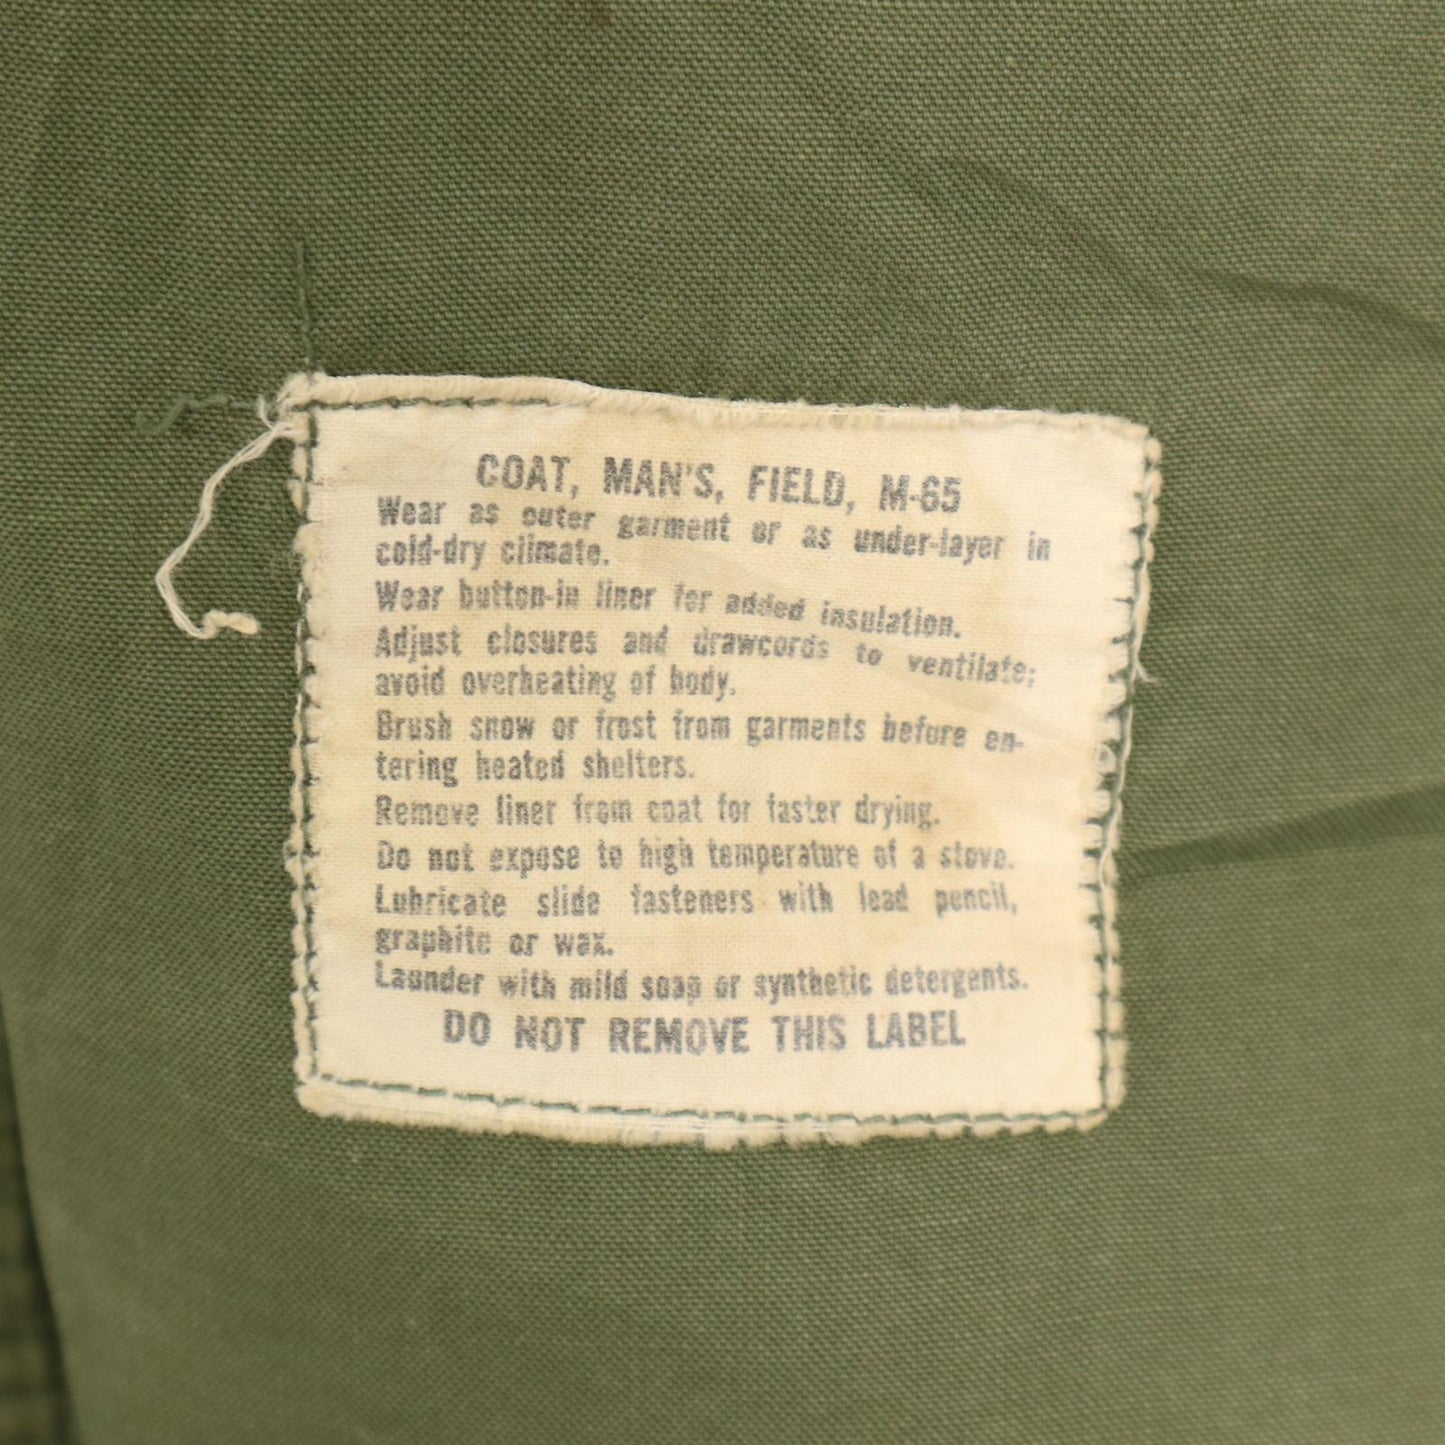 COAT, MAN'S, FIELD, M-65
Wear as outer garment or as under-layer in
cold-dry climate.
Wear button-in liner for added insulation.
Adjust closures and drawcords to ventilate;
avoid overheating of body.
Brush snow or frost from garments before en-
tering heated shelters.
Remove liner from coat for faster drying.
Do not expose to high temperature of a stove.
Lubricate slide fasteners with lead pencil,
graphite or wax.
Launder with mild soap or synthetic detergents.
DO NOT REMOVE THIS LABEL